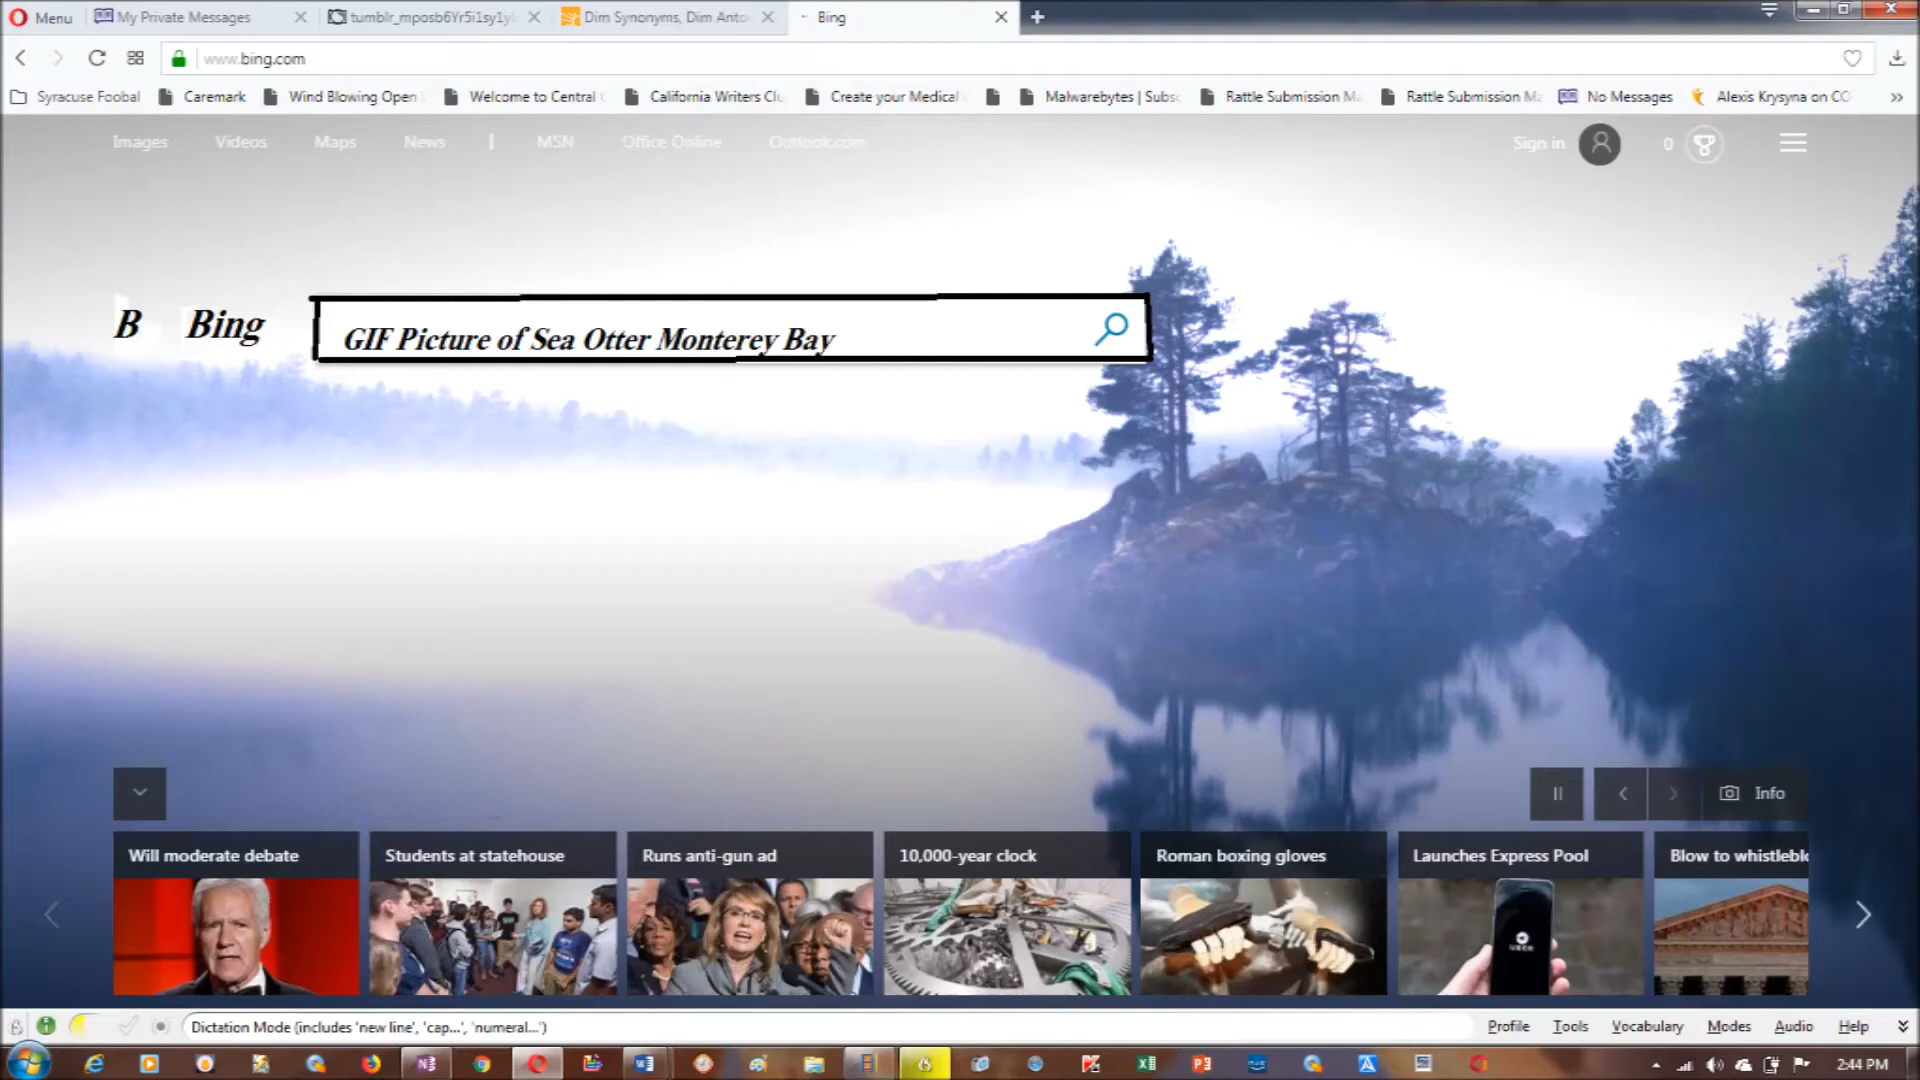 Menu
My Private Messages
tumblr_mposb6Yr5i1sy1y
Dim Synonyms, Dim Anto
Bing
www.bing.com
Syracuse Foobal
Caremark
Wind Blowing Open
Welcome to Central
California Writers Clu
Create your Medical
Malwarebytes | Subsc
Rattle Submission Ma
Rattle Submission Ma
No Messages
Alexis Krysyna on CO
Images
Videos
Maps
News
|
MSN
Office Online
Outlook.com
Sign in
0
B
Bing
GIF Picture of Sea Otter Monterey Bay
Info
Will moderate debate
Students at statehouse
Runs anti-gun ad
10,000-year clock
Roman boxing gloves
Launches Express Pool
Blow to whistleblo
UBER
Dictation Mode (includes 'new line', 'cap...', 'numeral...')
Profile
Tools
Vocabulary
Modes
Audio
Help
2:44 PM